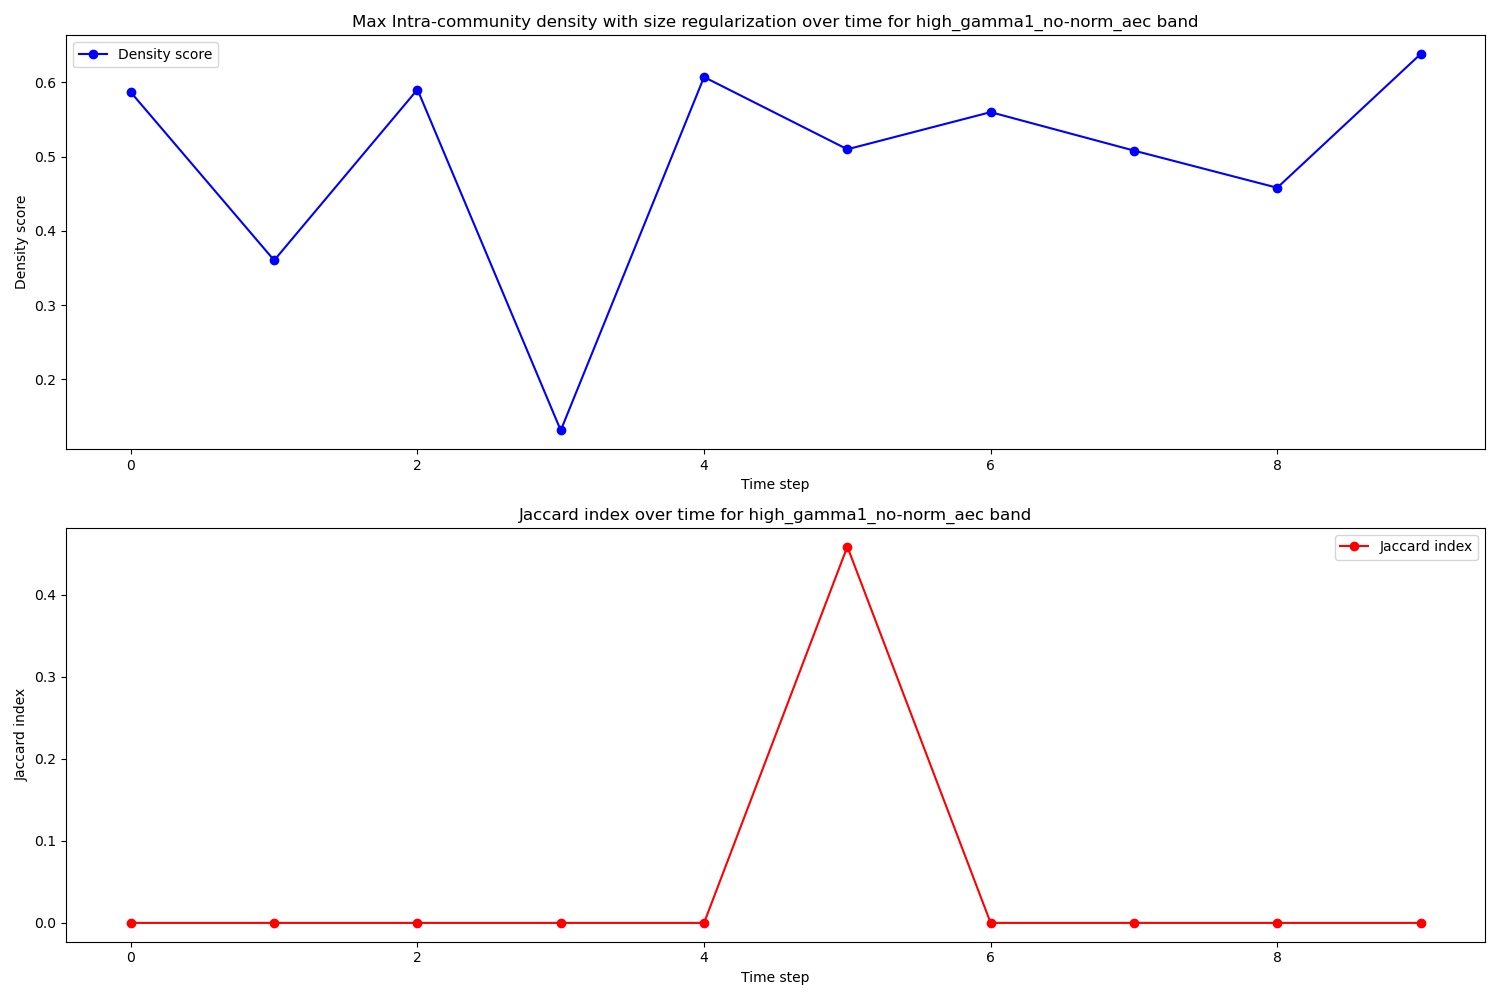 Max Intra-community density with size regularization over time for high_gamma1_no-norm_aec band
Density score
0.6
0.5
0.4
0.3
0.2
Density score
0 2 4 6 8
Time step
Jaccard index over time for high_gamma1_no-norm_aec band
Jaccard index
0.4
0.3
0.2
0.1
0.0
Jaccard index
0 2 4 6 8
Time step